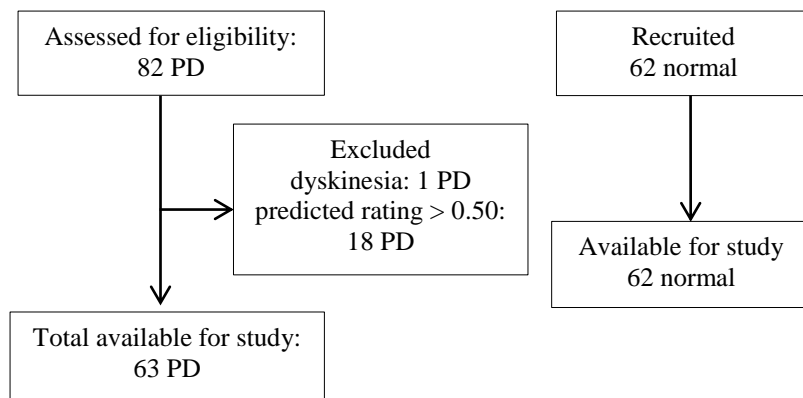 Assessed for eligibility:
82 PD
Excluded
dyskinesia: 1 PD
predicted rating > 0.50:
18 PD
Total available for study:
63 PD
Recruited
62 normal
Available for study
62 normal